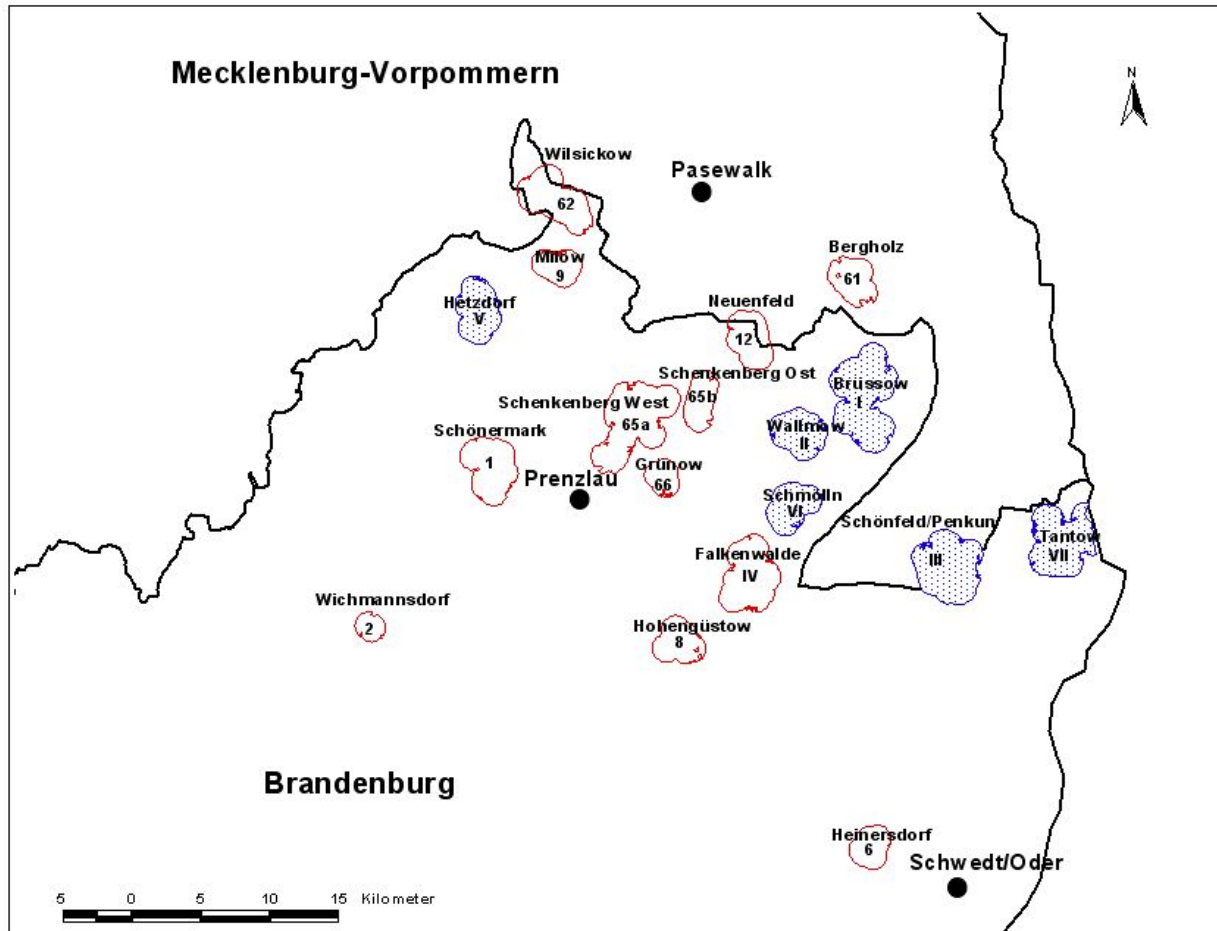 Mecklenburg-Vorpommern
N
Wilsickow
Pasewalk
62
Bergholz
Milow
9
61
Hetzdorf
V
Neuenfeld
12
Schenkenberg Ost
65b
Brüssow
I
Schenkenberg West
65a
Wallmow
II
Schönermark
1
Grünow
66
Prenzlau
Schmölln
VI
Schönfeld/Penkun
III
Tantow
VII
Falkenwalde
IV
Wichmannsdorf
2
Hohengüstow
8
Brandenburg
Heinersdorf
6
Schwedt/Oder
5 0 5 10 15 Kilometer